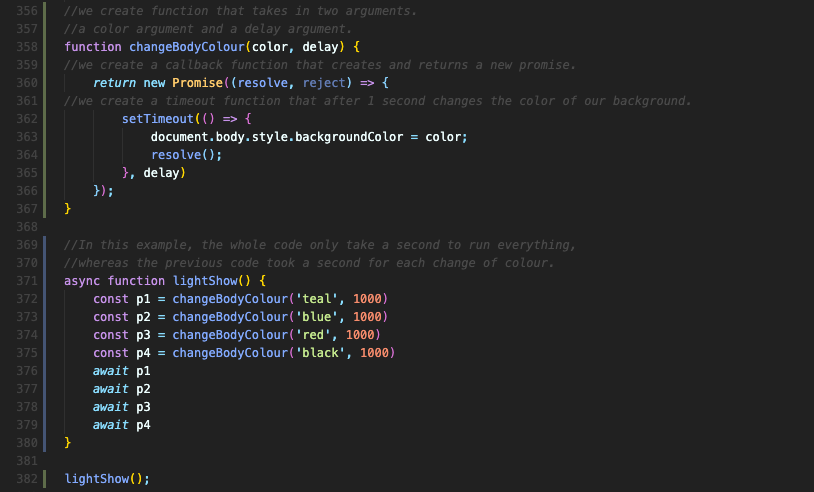 356 //we create function that takes in two arguments.
357 //a color argument and a delay argument.
358 function changeBodyColour(color, delay) {
359 //we create a callback function that creates and returns a new promise.
360     return new Promise((resolve, reject) => {
361 //we create a timeout function that after 1 second changes the color of our background.
362         setTimeout(() => {
363             document.body.style.backgroundColor = color;
364             resolve();
365         }, delay)
366     });
367 }
368
369 //In this example, the whole code only take a second to run everything,
370 //whereas the previous code took a second for each change of colour.
371 async function lightShow() {
372     const p1 = changeBodyColour('teal', 1000)
373     const p2 = changeBodyColour('blue', 1000)
374     const p3 = changeBodyColour('red', 1000)
375     const p4 = changeBodyColour('black', 1000)
376     await p1
377     await p2
378     await p3
379     await p4
380 }
381
382 lightShow();